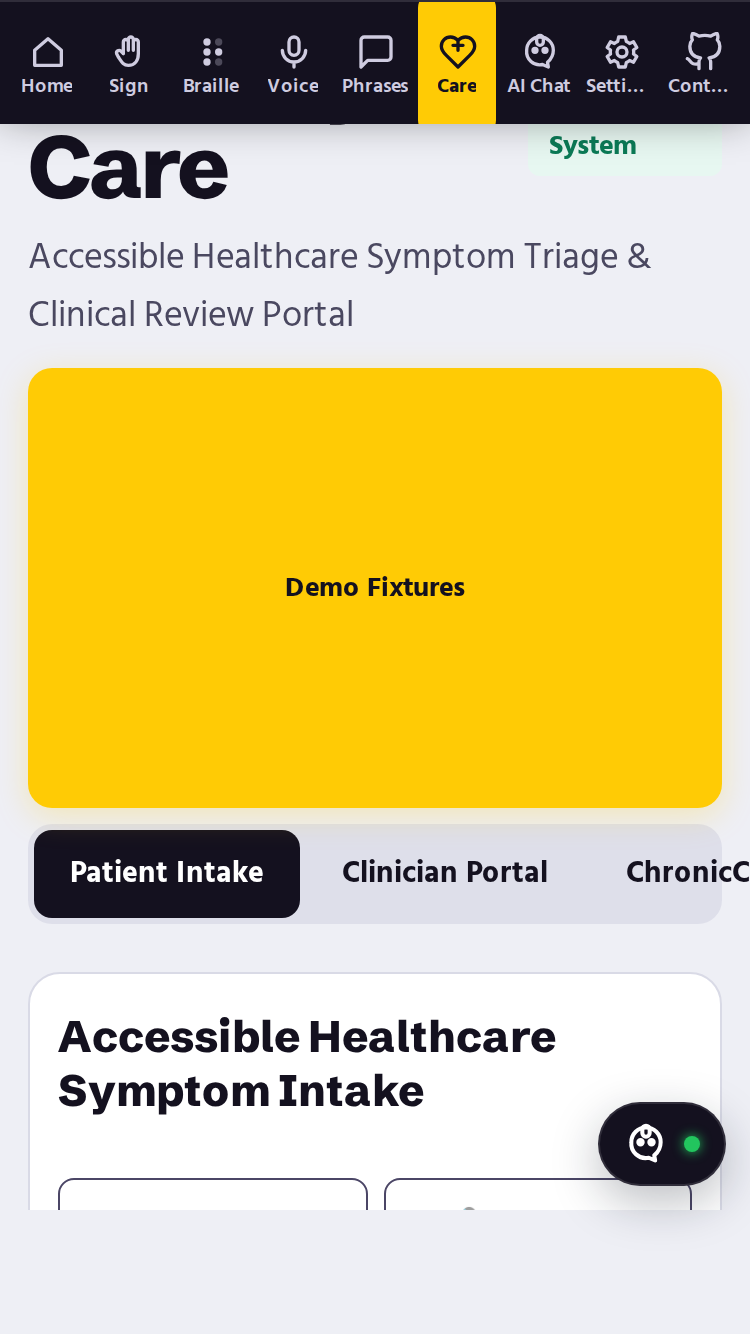 Home Sign Braille Voice Phrases Care AI Chat Setti... Cont...
Care
System
Accessible Healthcare Symptom Triage &
Clinical Review Portal
Demo Fixtures
Patient Intake Clinician Portal ChronicC
Accessible Healthcare
Symptom Intake